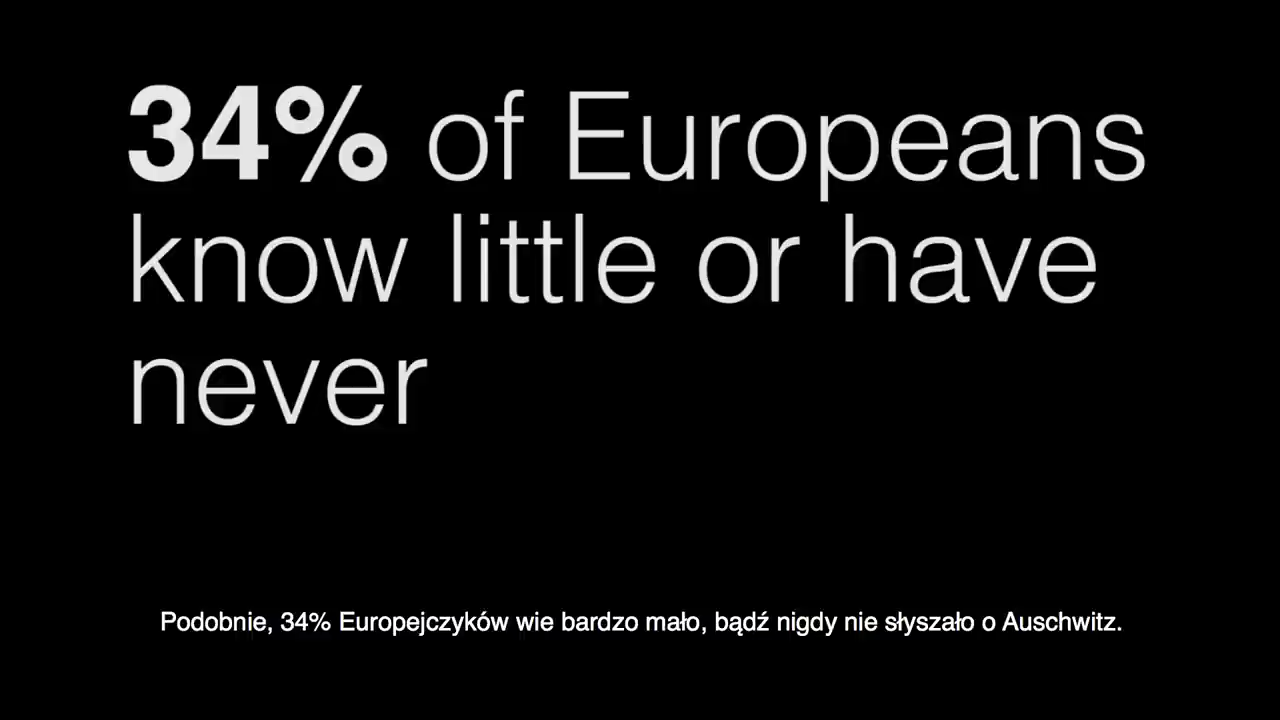 34% of Europeans
know little or have
never
Podobnie, 34% Europejczyków wie bardzo mało, bądź nigdy nie słyszało o Auschwitz.